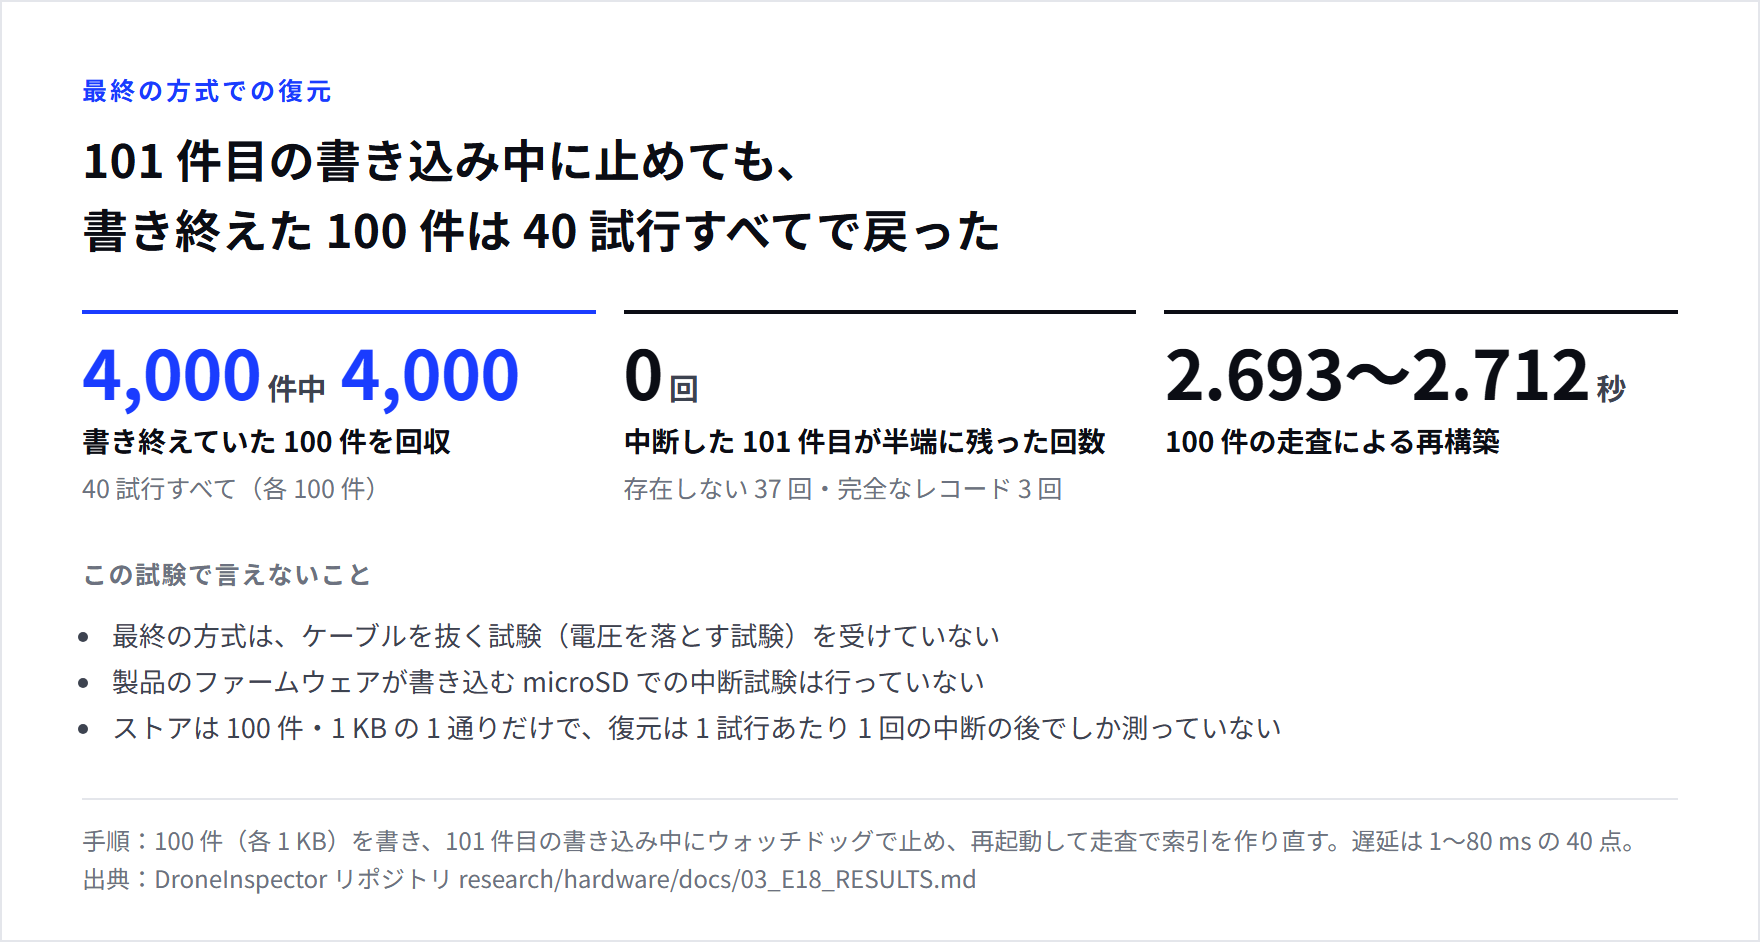 最終の方式での復元
101 件目の書き込み中に止めても、
書き終えた 100 件は 40 試行すべてで戻った
4,000 件中 4,000
書き終えていた 100 件を回収
40 試行すべて（各 100 件）
0 回
中断した 101 件目が半端に残った回数
存在しない 37 回・完全なレコード 3 回
2.693〜2.712 秒
100 件の走査による再構築
この試験で言えないこと
• 最終の方式は、ケーブルを抜く試験（電圧を落とす試験）を受けていない
• 製品のファームウェアが書き込む microSD での中断試験は行っていない
• ストアは 100 件・1 KB の 1 通りだけで、復元は 1 試行あたり 1 回の中断の後でしか測っていない
手順：100 件（各 1 KB）を書き、101 件目の書き込み中にウォッチドッグで止め、再起動して走査で索引を作り直す。遅延は 1〜80 ms の 40 点。
出典：DroneInspector リポジトリ research/hardware/docs/03_E18_RESULTS.md